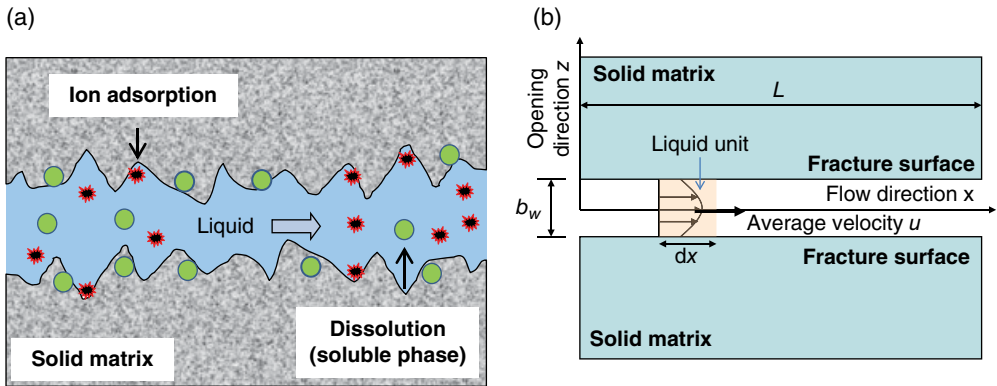 (a)
Ion adsorption
Liquid
Dissolution
(soluble phase)
Solid matrix
(b)
Opening
direction z
Solid matrix
L
Liquid unit
Fracture surface
Flow direction x
b_w
Average velocity u
dx
Fracture surface
Solid matrix